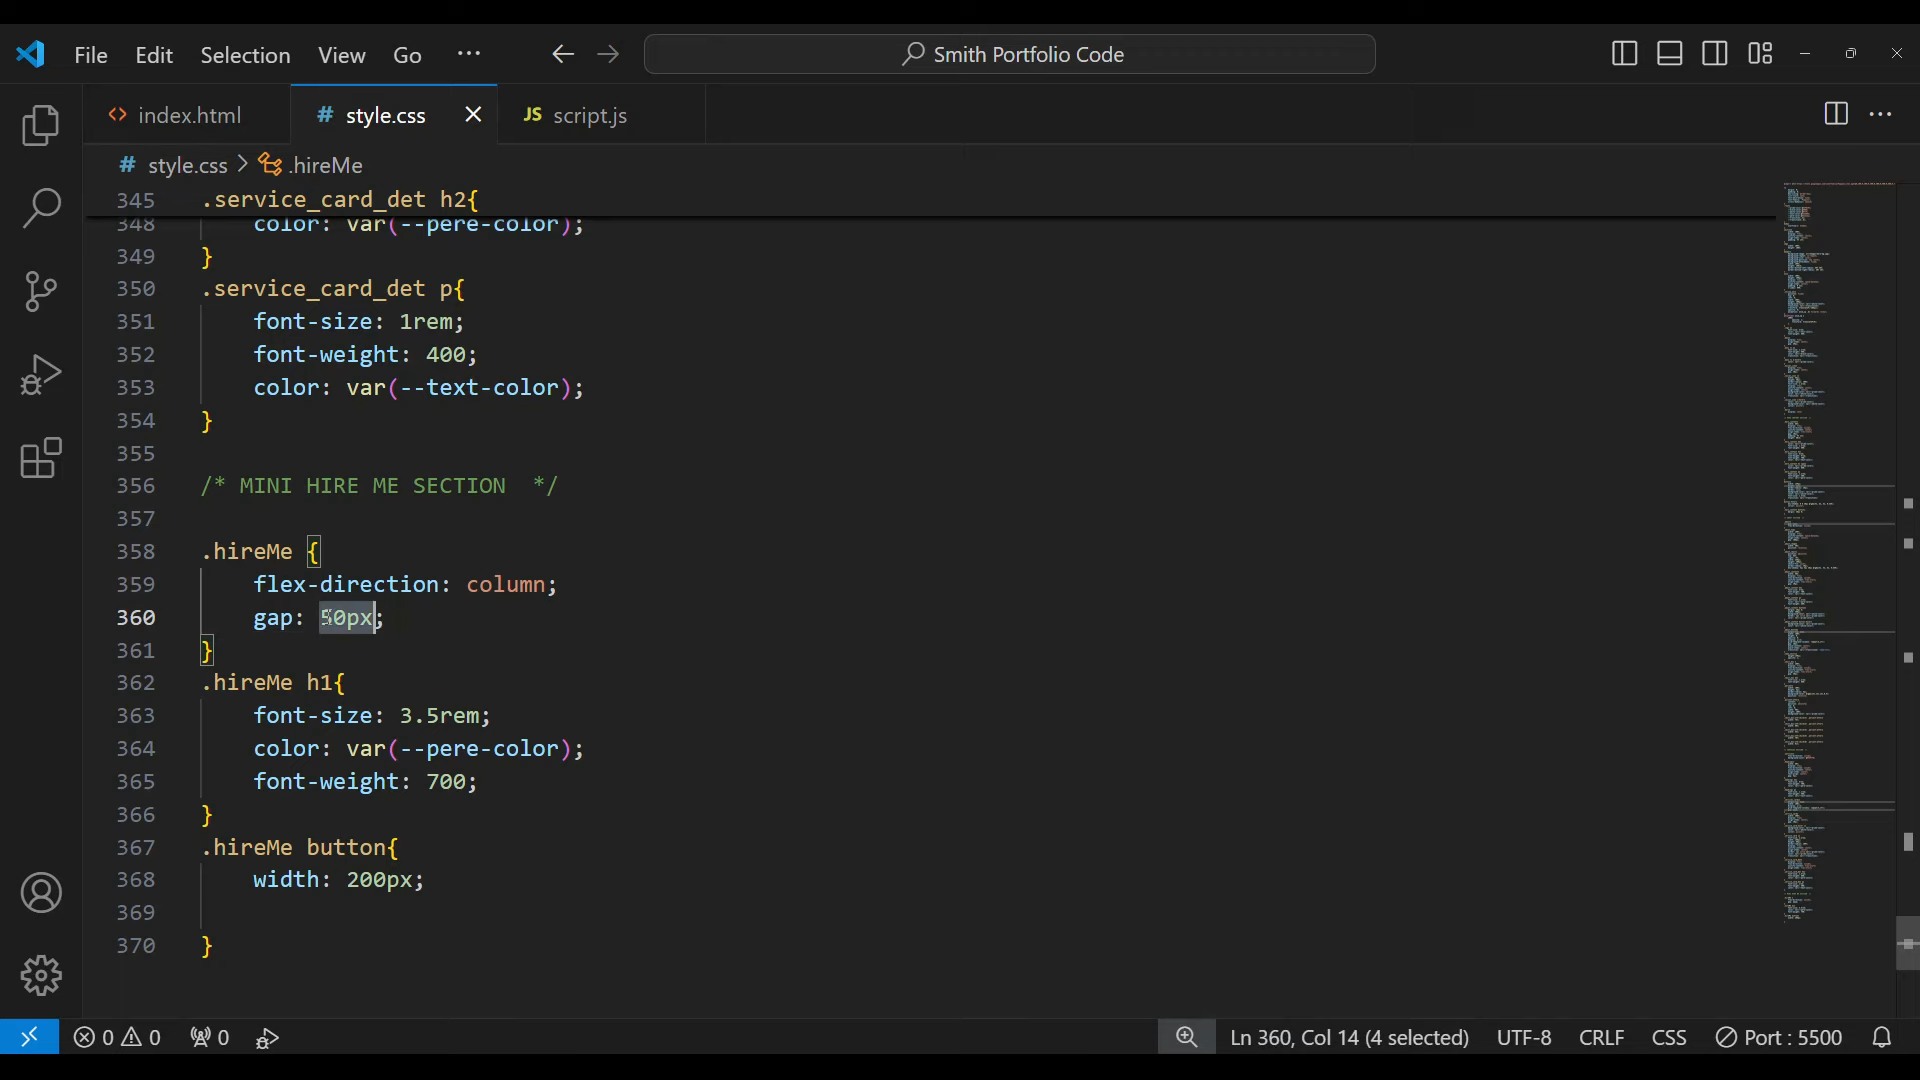 File Edit Selection View Go ··· Smith Portfolio Code
<> index.html # style.css JS script.js ···
# style.css > .hireMe
345 .service_card_det h2{
348 color: var(--pere-color);
349 }
350 .service_card_det p{
351 font-size: 1rem;
352 font-weight: 400;
353 color: var(--text-color);
354 }
355
356 /* MINI HIRE ME SECTION  */
357
358 .hireMe {
359 flex-direction: column;
360 gap: 50px;
361 }
362 .hireMe h1{
363 font-size: 3.5rem;
364 color: var(--pere-color);
365 font-weight: 700;
366 }
367 .hireMe button{
368 width: 200px;
369
370 }
0 0 0 Ln 360, Col 14 (4 selected) UTF-8 CRLF CSS Port : 5500